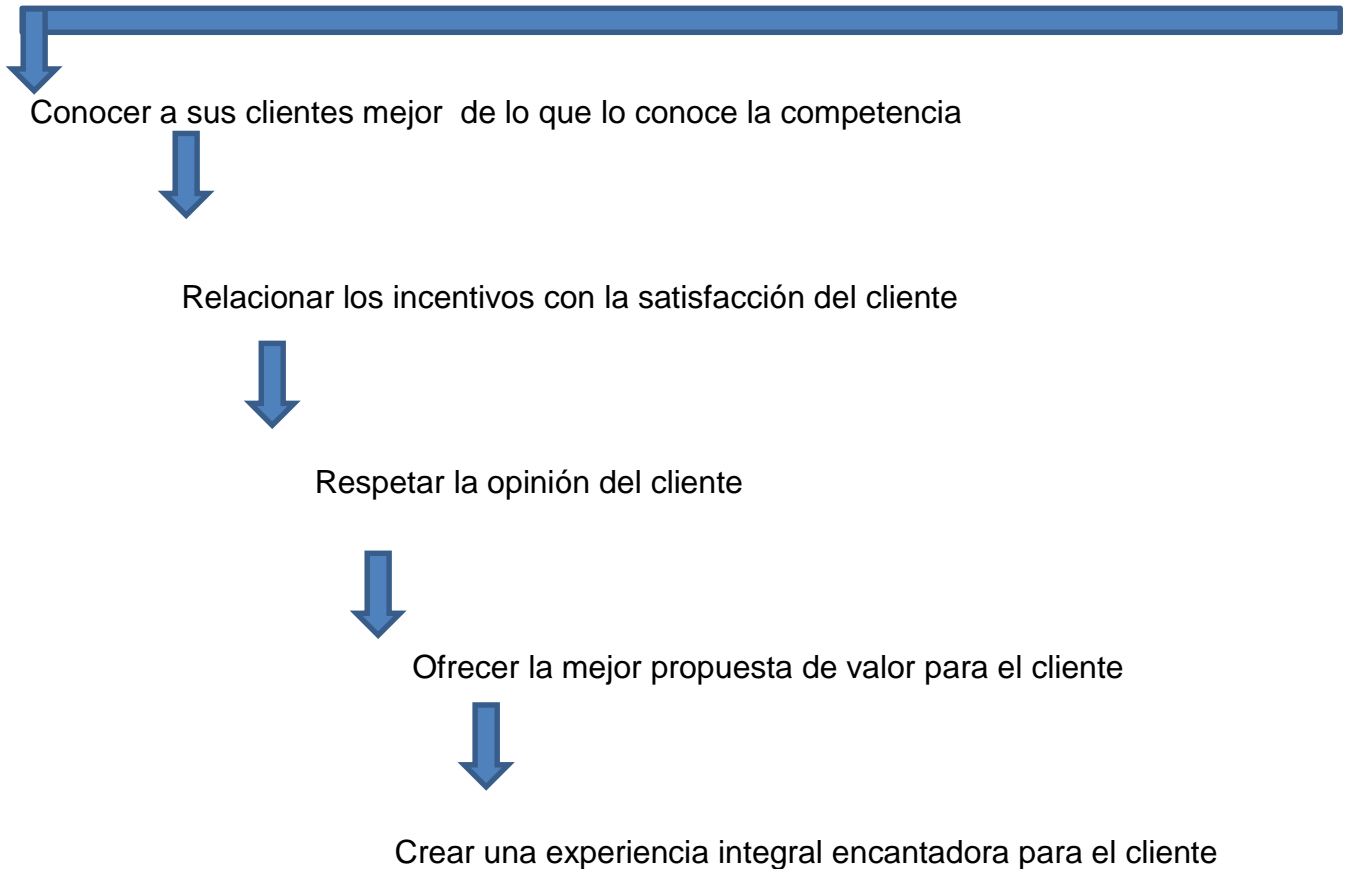 Conocer a sus clientes mejor  de lo que lo conoce la competencia
Relacionar los incentivos con la satisfacción del cliente
Respetar la opinión del cliente
Ofrecer la mejor propuesta de valor para el cliente
Crear una experiencia integral encantadora para el cliente